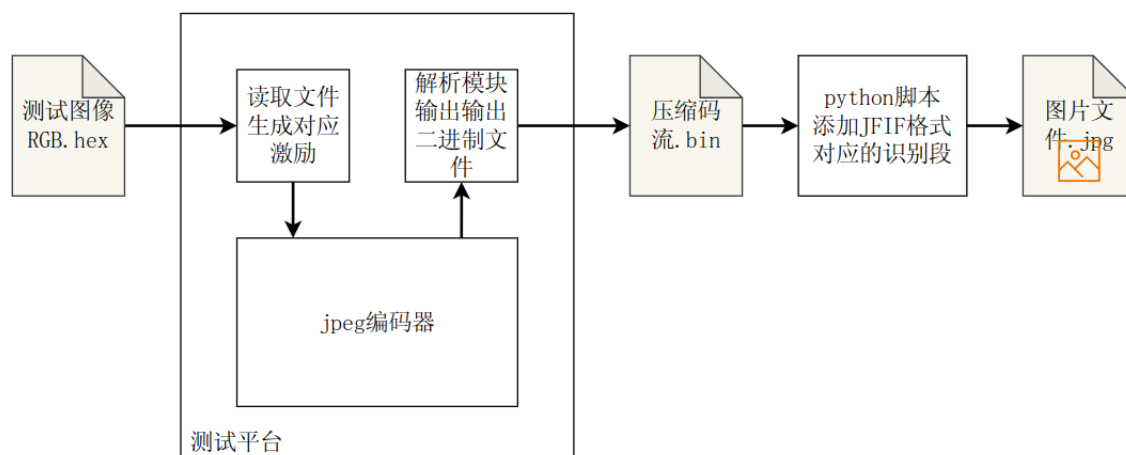 测试图像
RGB.hex
读取文件
生成对应
激励
解析模块
输出输出
二进制文
件
jpeg编码器
测试平台
压缩码
流.bin
python脚本
添加JFIF格式
对应的识别段
图片文
件.jpg